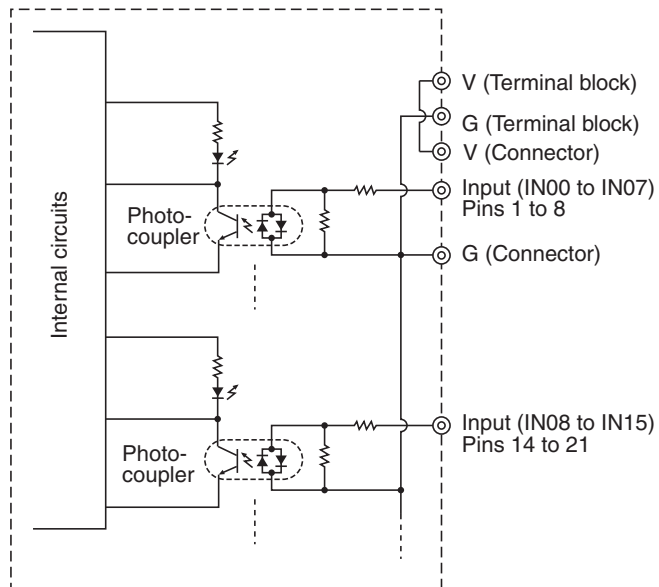 V (Terminal block)
G (Terminal block)
V (Connector)
Input (IN00 to IN07)
Pins 1 to 8
Photo-
coupler
G (Connector)
Internal circuits
Input (IN08 to IN15)
Pins 14 to 21
Photo-
coupler